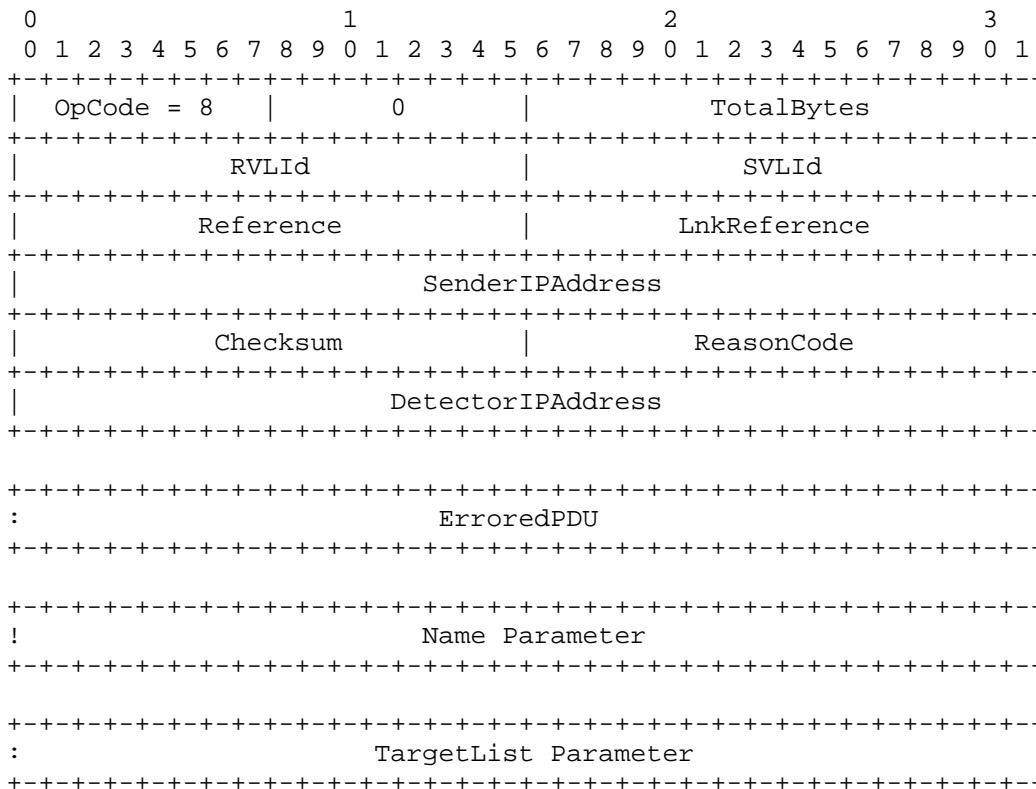 0                   1                   2                   3
 0 1 2 3 4 5 6 7 8 9 0 1 2 3 4 5 6 7 8 9 0 1 2 3 4 5 6 7 8 9 0 1
+-+-+-+-+-+-+-+-+-+-+-+-+-+-+-+-+-+-+-+-+-+-+-+-+-+-+-+-+-+-+-+-
|  OpCode = 8   |       0       |           TotalBytes
+-+-+-+-+-+-+-+-+-+-+-+-+-+-+-+-+-+-+-+-+-+-+-+-+-+-+-+-+-+-+-+-
|             RVLId             |             SVLId
+-+-+-+-+-+-+-+-+-+-+-+-+-+-+-+-+-+-+-+-+-+-+-+-+-+-+-+-+-+-+-+-
|           Reference           |         LnkReference
+-+-+-+-+-+-+-+-+-+-+-+-+-+-+-+-+-+-+-+-+-+-+-+-+-+-+-+-+-+-+-+-
|                         SenderIPAddress
+-+-+-+-+-+-+-+-+-+-+-+-+-+-+-+-+-+-+-+-+-+-+-+-+-+-+-+-+-+-+-+-
|            Checksum           |          ReasonCode
+-+-+-+-+-+-+-+-+-+-+-+-+-+-+-+-+-+-+-+-+-+-+-+-+-+-+-+-+-+-+-+-
|                       DetectorIPAddress
+-+-+-+-+-+-+-+-+-+-+-+-+-+-+-+-+-+-+-+-+-+-+-+-+-+-+-+-+-+-+-+-
+-+-+-+-+-+-+-+-+-+-+-+-+-+-+-+-+-+-+-+-+-+-+-+-+-+-+-+-+-+-+-+-
:                          ErroredPDU
+-+-+-+-+-+-+-+-+-+-+-+-+-+-+-+-+-+-+-+-+-+-+-+-+-+-+-+-+-+-+-+-
+-+-+-+-+-+-+-+-+-+-+-+-+-+-+-+-+-+-+-+-+-+-+-+-+-+-+-+-+-+-+-+-
!                         Name Parameter
+-+-+-+-+-+-+-+-+-+-+-+-+-+-+-+-+-+-+-+-+-+-+-+-+-+-+-+-+-+-+-+-
+-+-+-+-+-+-+-+-+-+-+-+-+-+-+-+-+-+-+-+-+-+-+-+-+-+-+-+-+-+-+-+-
:                      TargetList Parameter
+-+-+-+-+-+-+-+-+-+-+-+-+-+-+-+-+-+-+-+-+-+-+-+-+-+-+-+-+-+-+-+-